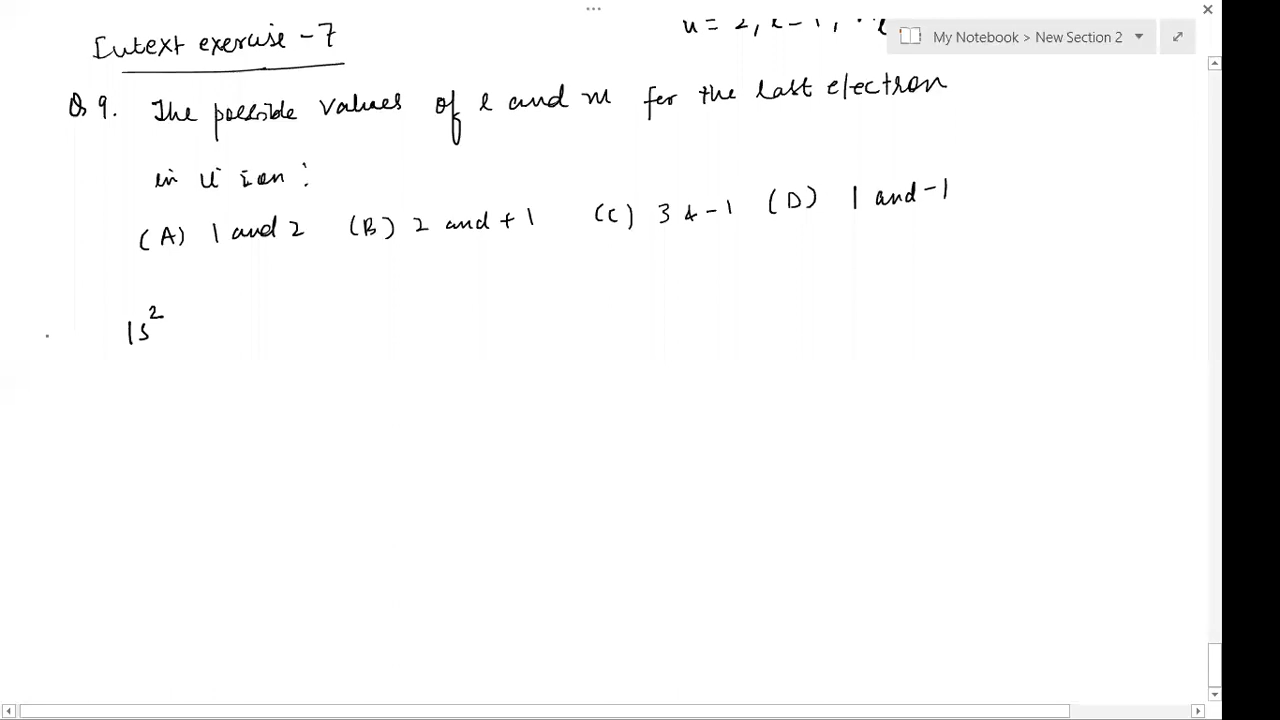 Intext exercise - 7
My Notebook > New Section 2
Q 9. The possible values of l and m for the last electron
in Cl⁻ ion :
(A) 1 and 2 (B) 2 and + 1 (C) 3 & - 1 (D) 1 and - 1
1s²